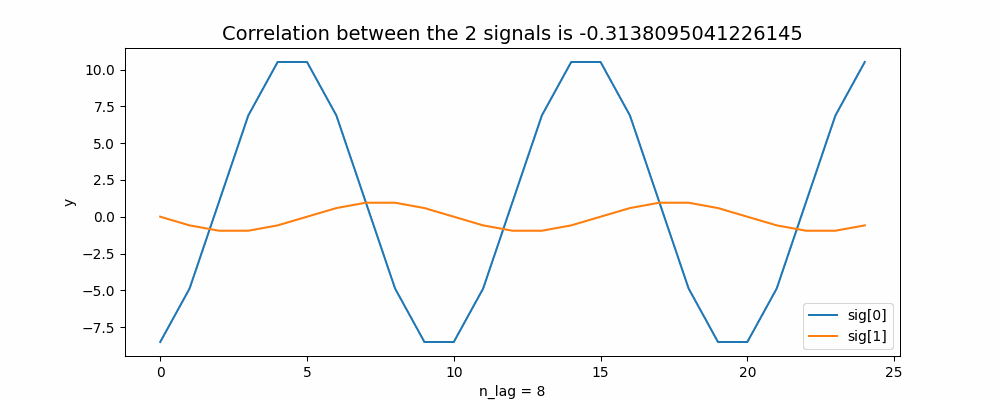 Correlation between the 2 signals is -0.3138095041226145
10.0
7.5
5.0
2.5
0.0
−2.5
−5.0
−7.5
y
sig[0]
sig[1]
0 5 10 15 20 25
n_lag = 8